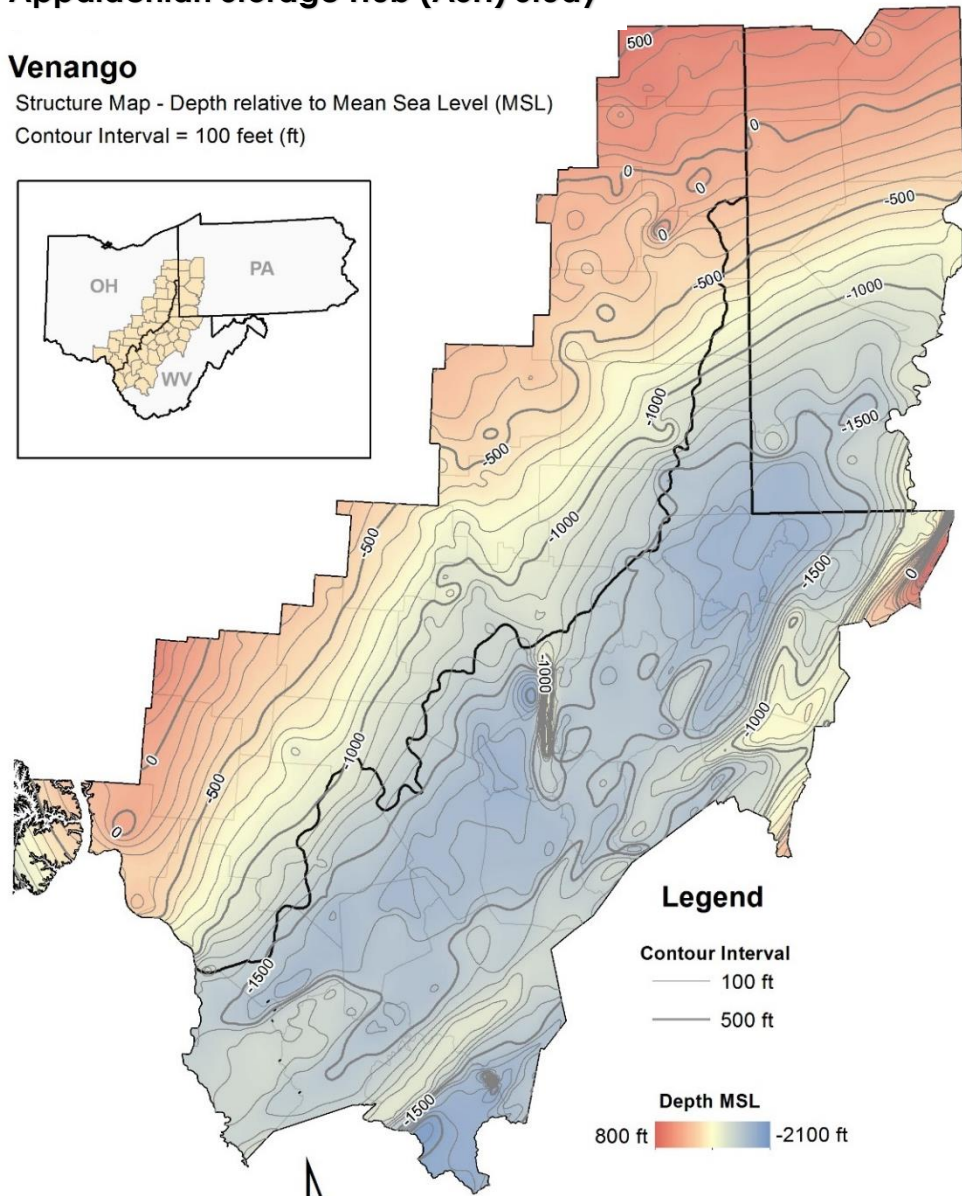 Appalachian Storage Hub (ASH) study
Venango
Structure Map - Depth relative to Mean Sea Level (MSL)
Contour Interval = 100 feet (ft)
OH
PA
WV
500
0
0
0
0
-500
-500
-1000
-1000
-1500
-500
-1000
-500
-1500
0
-1000
-1000
-1000
0
-500
0
-1500
-1500
Legend
Contour Interval
100 ft
500 ft
Depth MSL
800 ft
-2100 ft